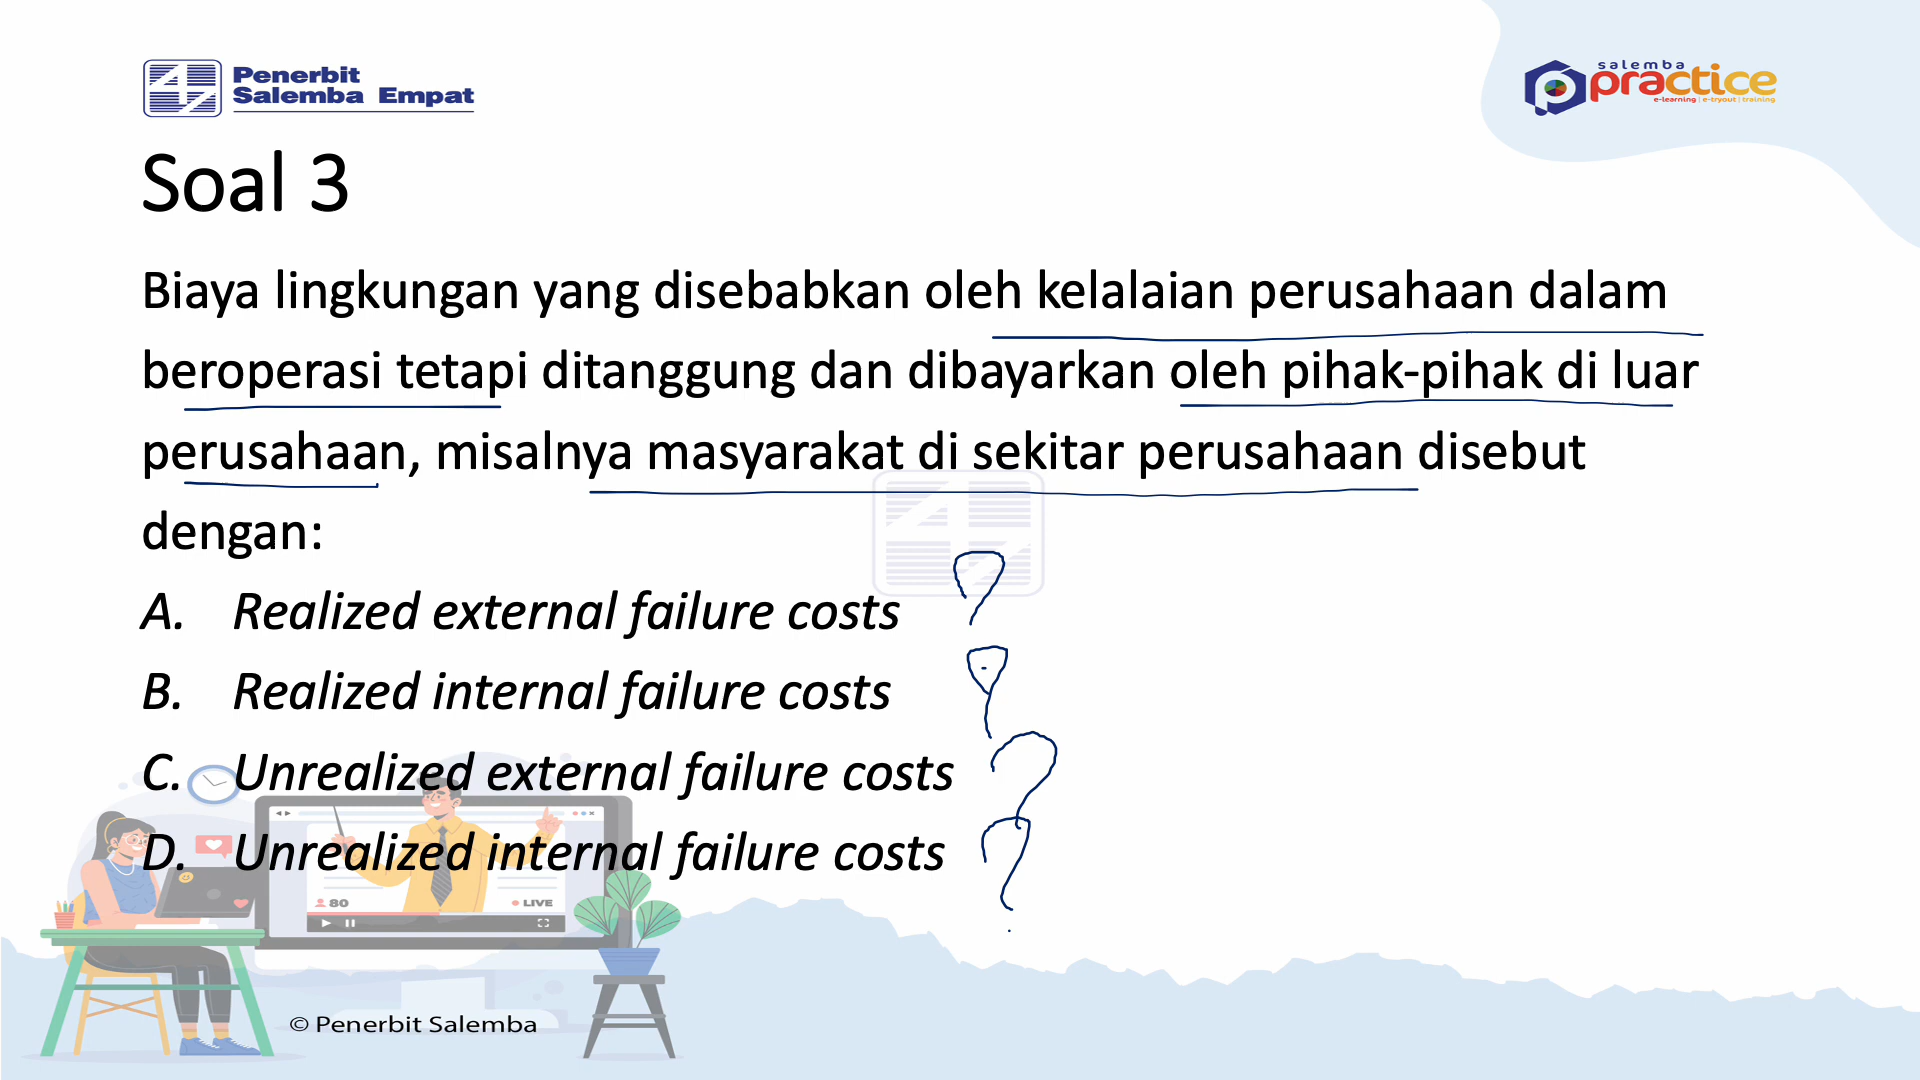 Penerbit
Salemba Empat
salemba
practice
e-learning | e-tryout | training
Soal 3
Biaya lingkungan yang disebabkan oleh kelalaian perusahaan dalam
beroperasi tetapi ditanggung dan dibayarkan oleh pihak-pihak di luar
perusahaan, misalnya masyarakat di sekitar perusahaan disebut
dengan:
A. Realized external failure costs
?
B. Realized internal failure costs
?
C. Unrealized external failure costs
?
D. Unrealized internal failure costs
?
80
LIVE
© Penerbit Salemba